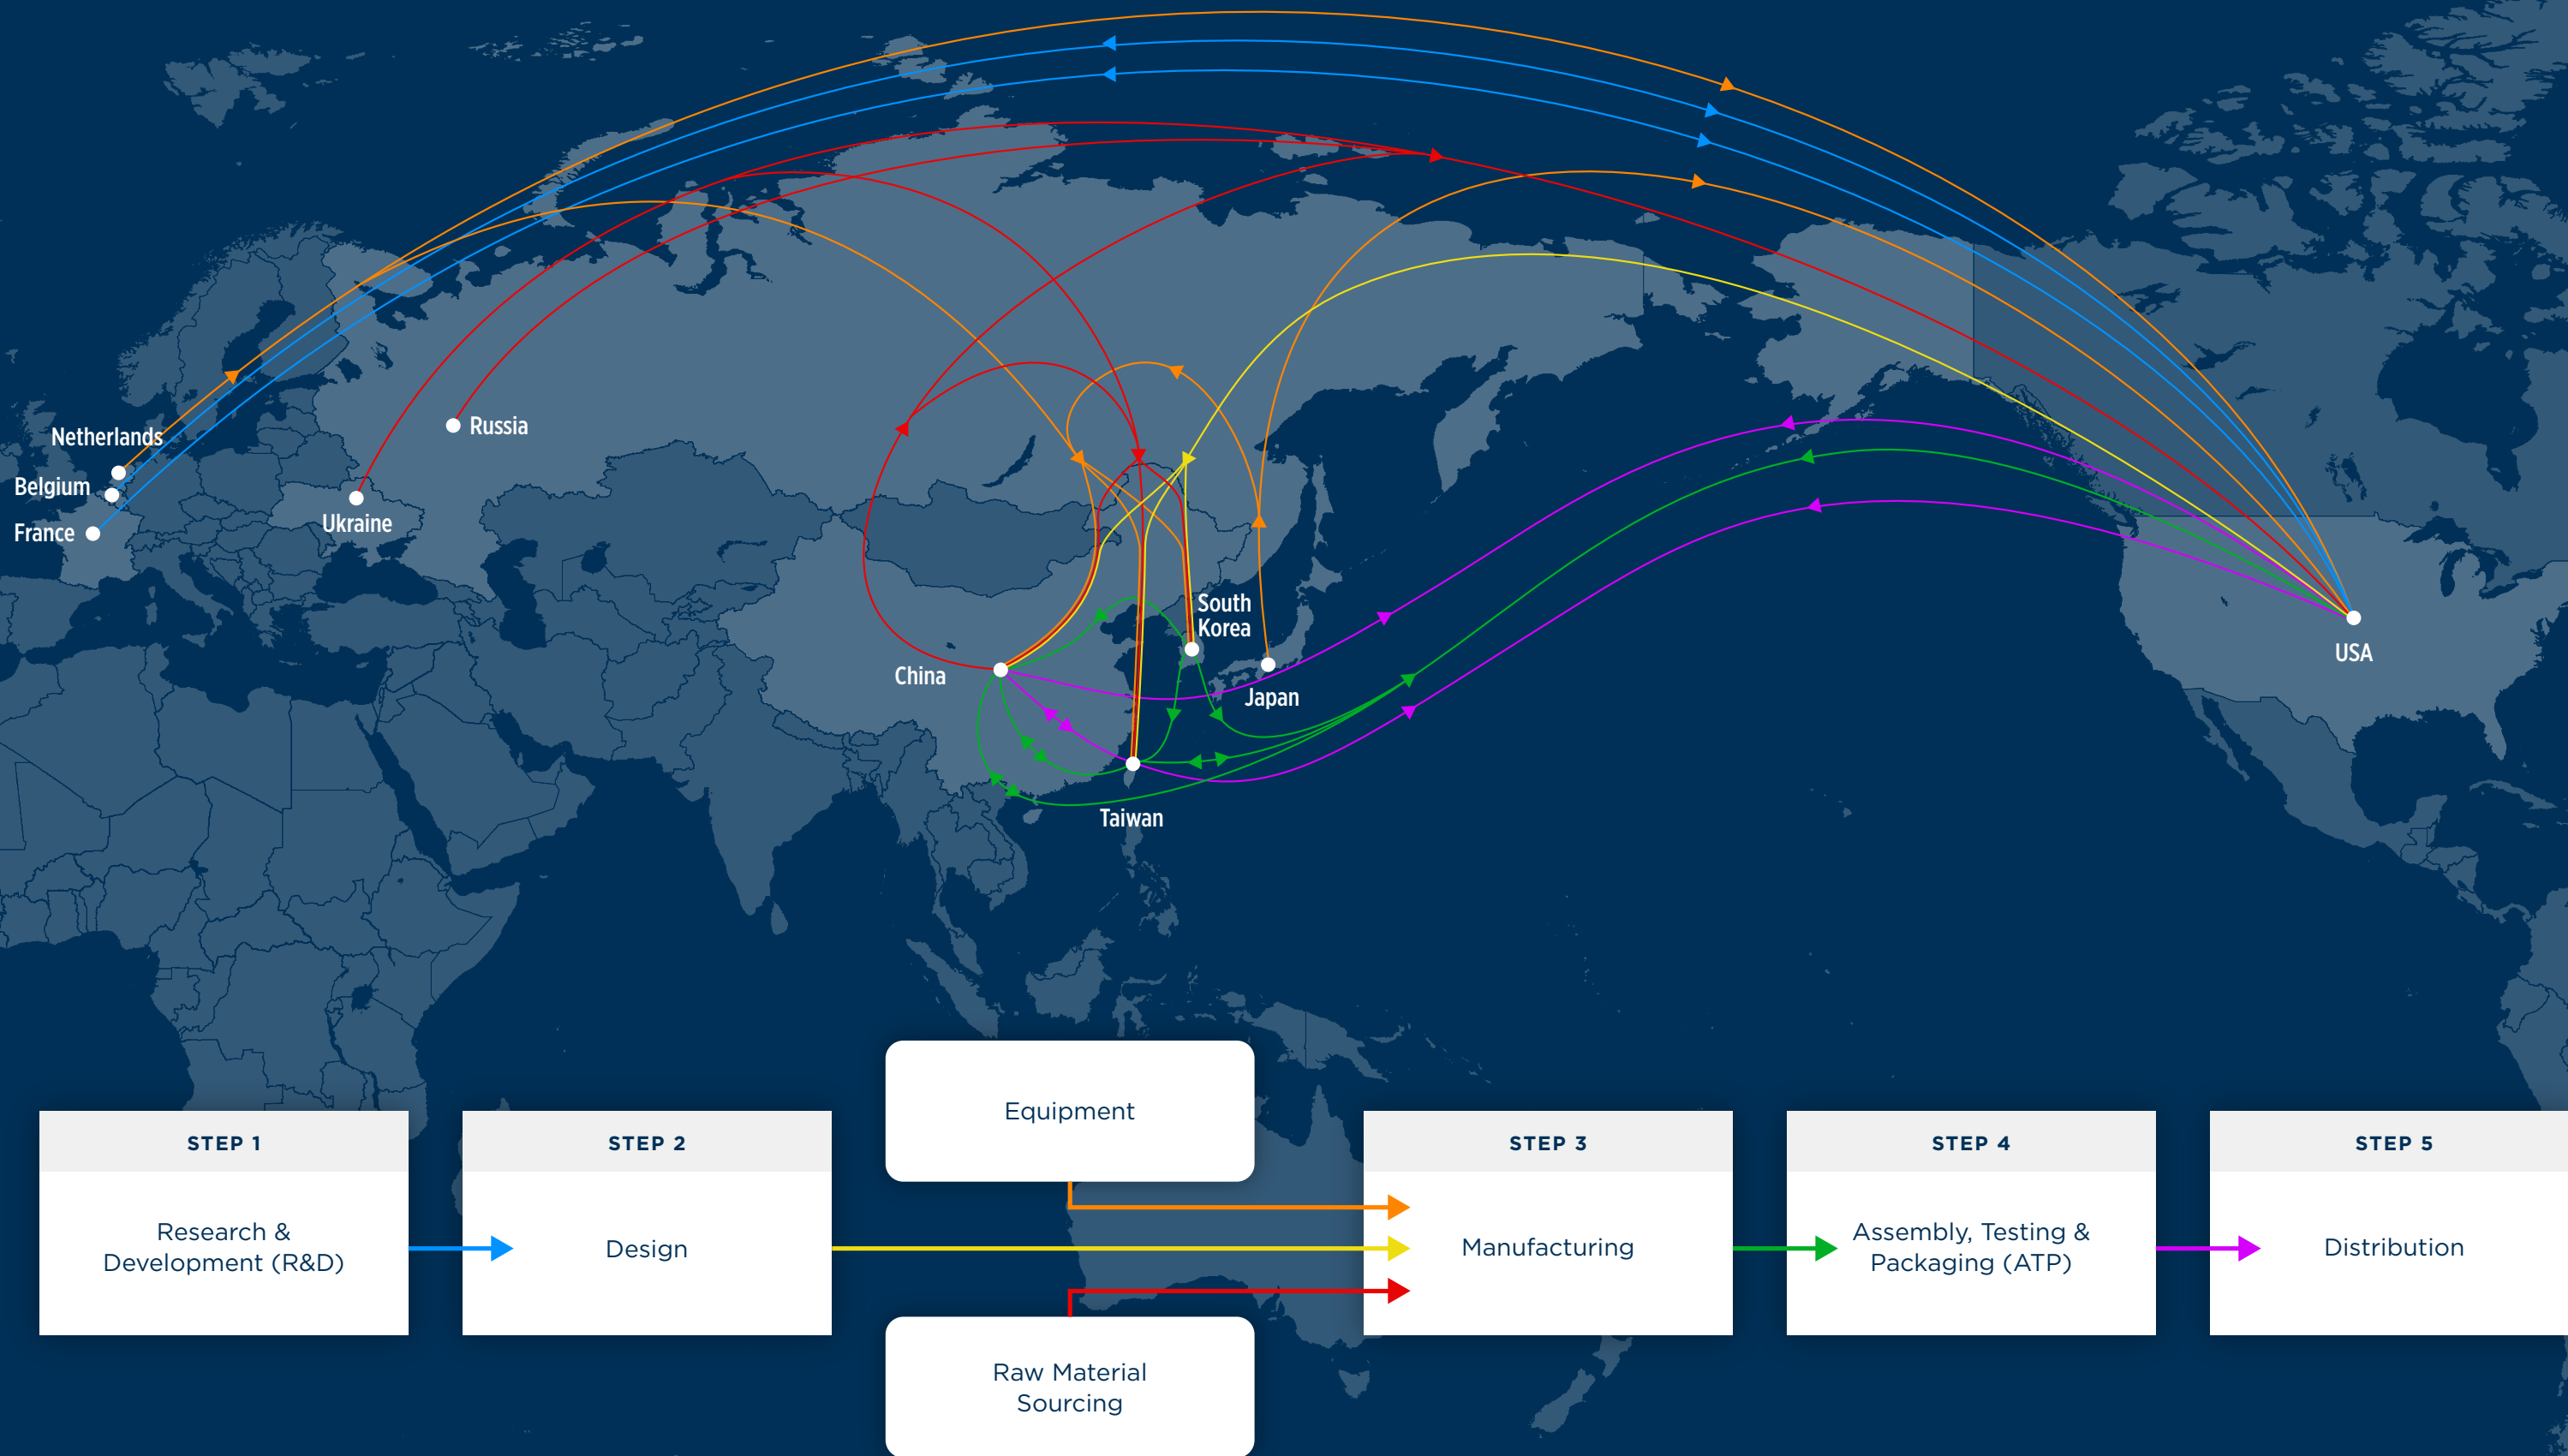 Netherlands
Belgium
France
Russia
Ukraine
China
South
Korea
Japan
Taiwan
USA
Equipment
STEP 1
Research &
Development (R&D)
STEP 2
Design
STEP 3
Manufacturing
STEP 4
Assembly, Testing &
Packaging (ATP)
STEP 5
Distribution
Raw Material
Sourcing